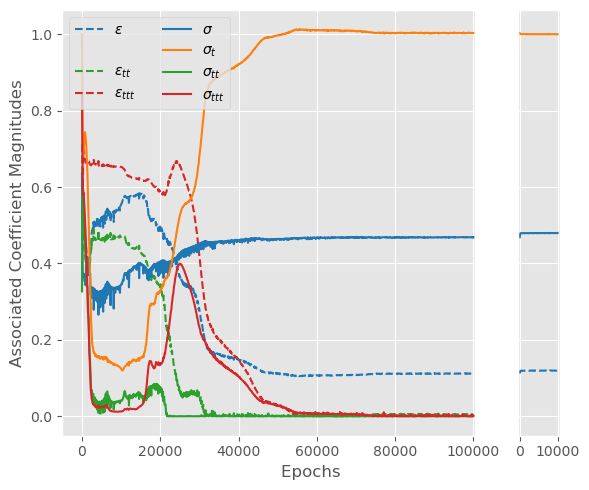 1.0
0.8
0.6
0.4
0.2
0.0
Associated Coefficient Magnitudes
ε
ε_tt
ε_ttt
σ
σ_t
σ_tt
σ_ttt
0 20000 40000 60000 80000 100000
0 10000
Epochs